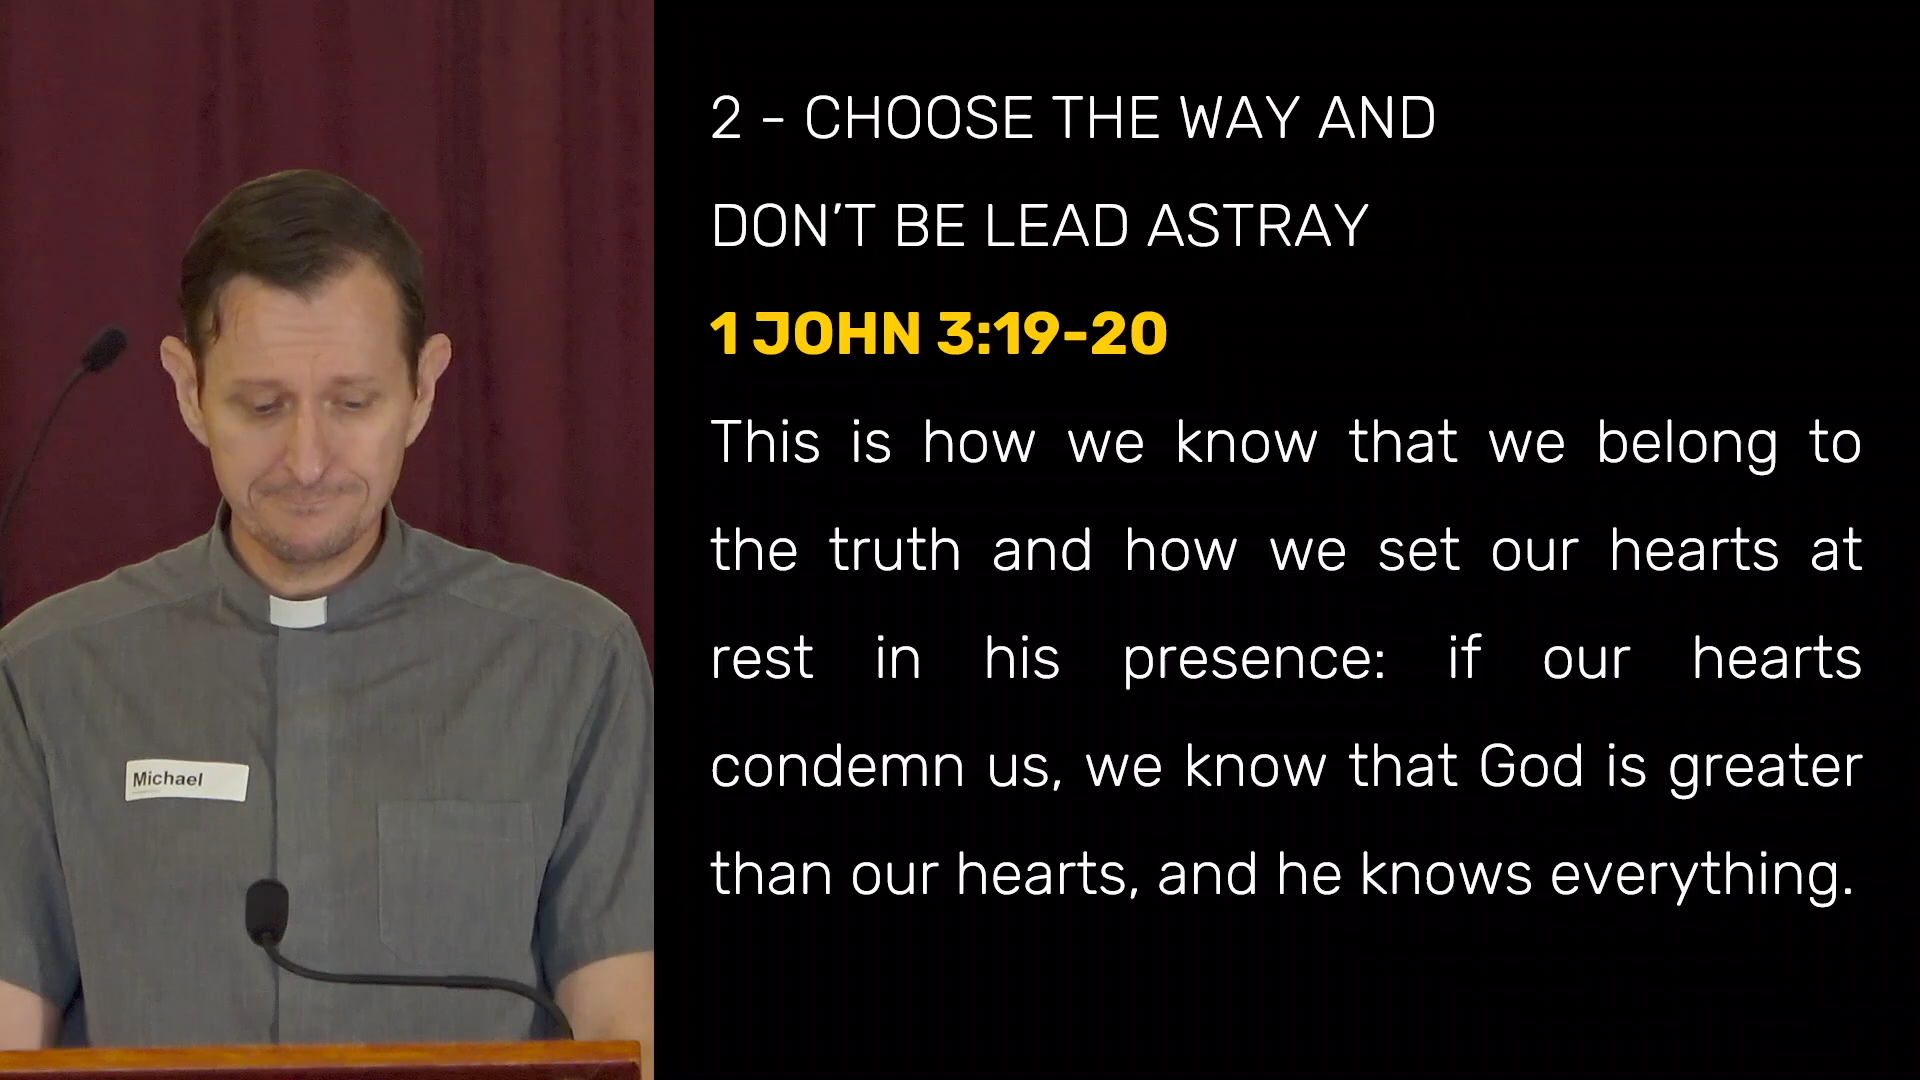 2 - CHOOSE THE WAY AND
DON'T BE LEAD ASTRAY
1 JOHN 3:19-20
This is how we know that we belong to
the truth and how we set our hearts at
rest in his presence: if our hearts
condemn us, we know that God is greater
than our hearts, and he knows everything.
Michael